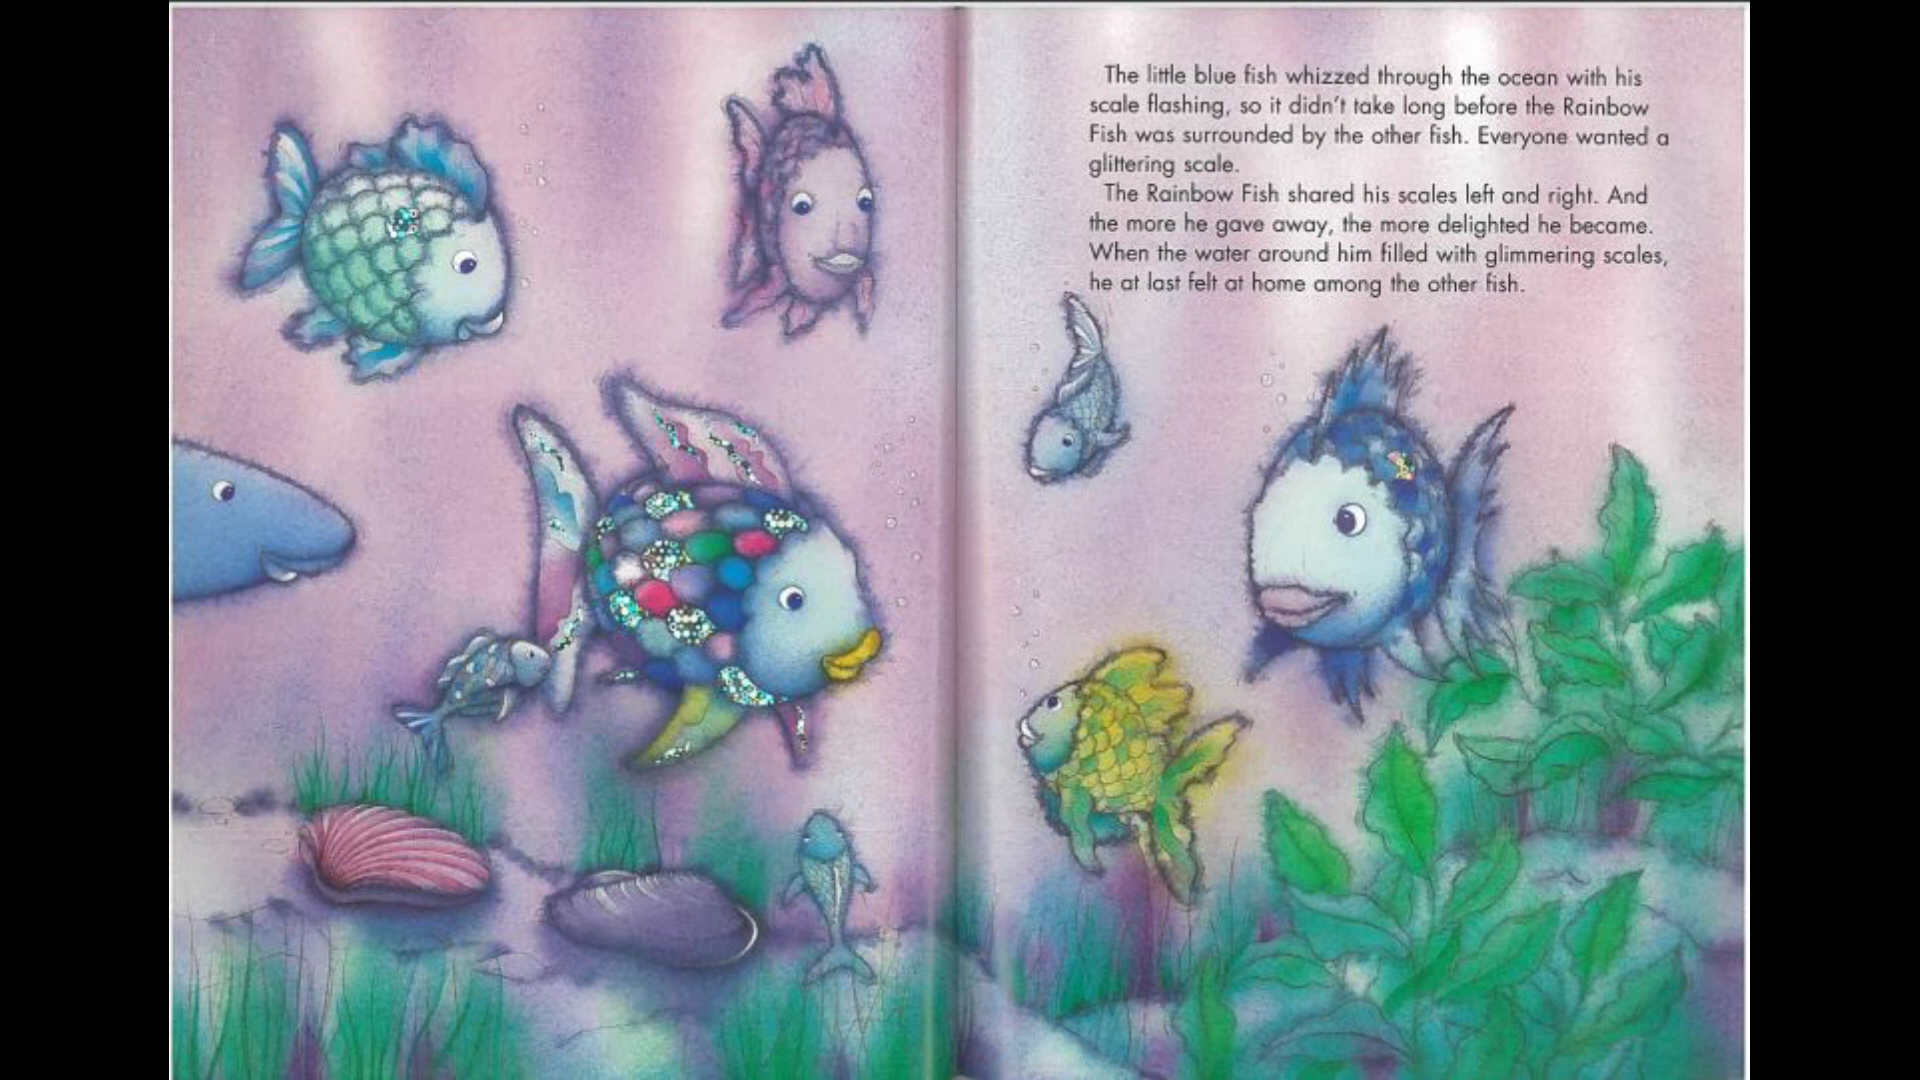 The little blue fish whizzed through the ocean with his
scale flashing, so it didn't take long before the Rainbow
Fish was surrounded by the other fish. Everyone wanted a
glittering scale.
The Rainbow Fish shared his scales left and right. And
the more he gave away, the more delighted he became.
When the water around him filled with glimmering scales,
he at last felt at home among the other fish.